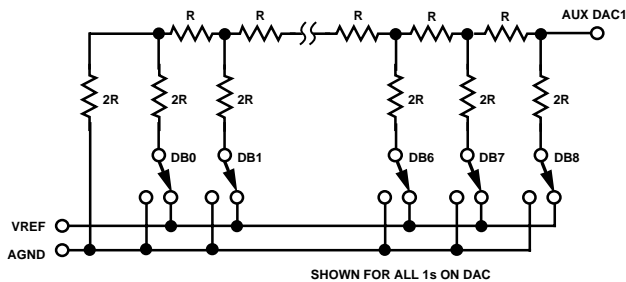 R R R R R AUX DAC1
2R 2R 2R 2R 2R 2R
DB0 DB1 DB6 DB7 DB8
VREF
AGND
SHOWN FOR ALL 1s ON DAC